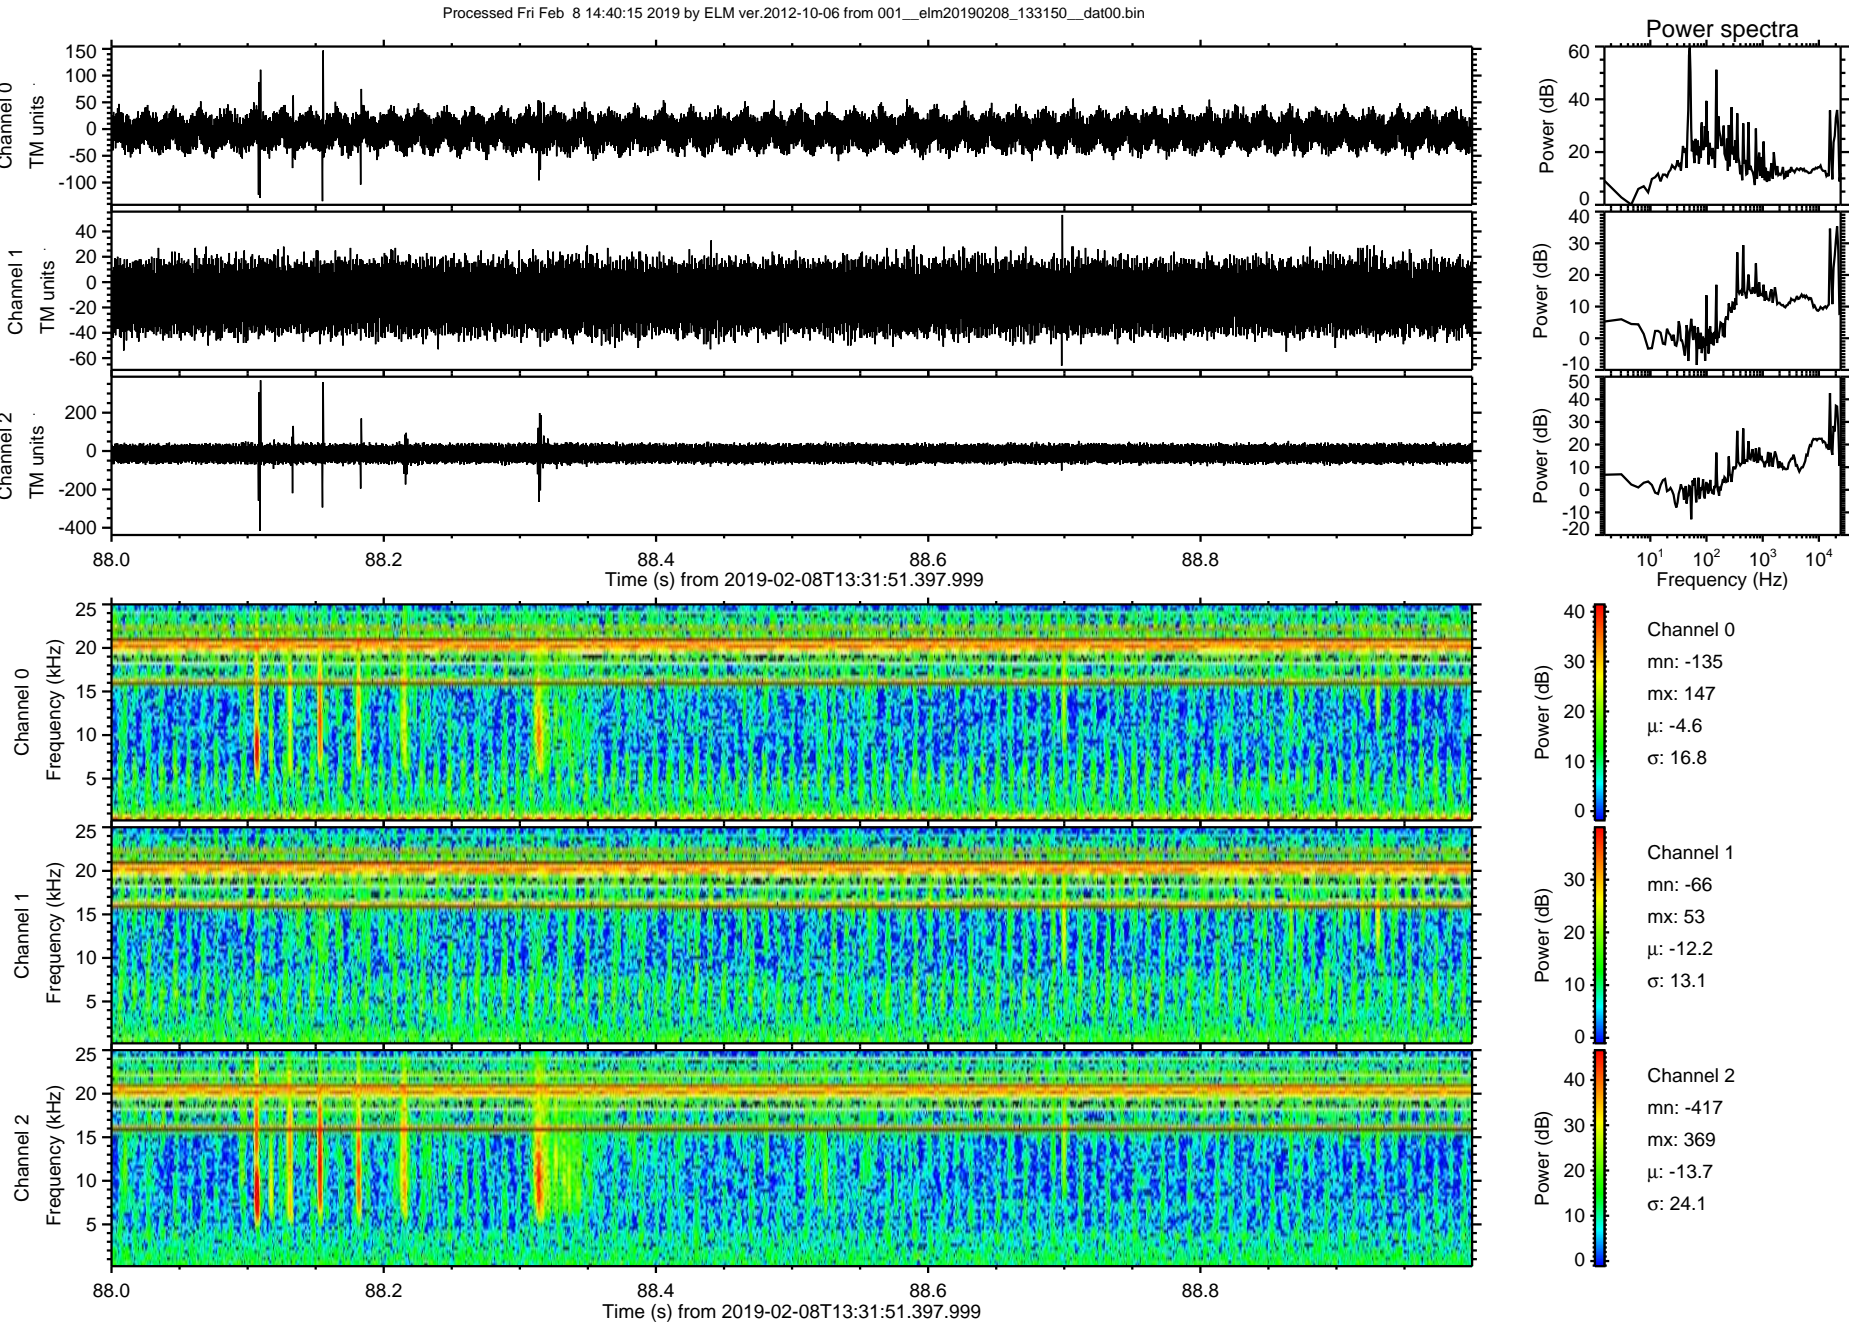 Processed Fri Feb  8 14:40:15 2019 by ELM ver.2012-10-06 from 001__elm20190208_133150__dat00.bin
Power spectra
Channel 0
TM units
150
100
50
0
-50
-100
Power (dB)
60
40
20
0
Channel 1
TM units
40
20
0
-20
-40
-60
Power (dB)
40
30
20
10
0
-10
Channel 2
TM units
200
0
-200
-400
Power (dB)
50
40
30
20
10
0
-10
-20
88.0 88.2 88.4 88.6 88.8
Time (s) from 2019-02-08T13:31:51.397.999
10^1 10^2 10^3 10^4
Frequency (Hz)
Channel 0
Frequency (kHz)
25
20
15
10
5
Power (dB)
40
30
20
10
0
Channel 0
mn: -135
mx: 147
μ: -4.6
σ: 16.8
Channel 1
Frequency (kHz)
25
20
15
10
5
Power (dB)
30
20
10
0
Channel 1
mn: -66
mx: 53
μ: -12.2
σ: 13.1
Channel 2
Frequency (kHz)
25
20
15
10
5
Power (dB)
40
30
20
10
0
Channel 2
mn: -417
mx: 369
μ: -13.7
σ: 24.1
88.0 88.2 88.4 88.6 88.8
Time (s) from 2019-02-08T13:31:51.397.999